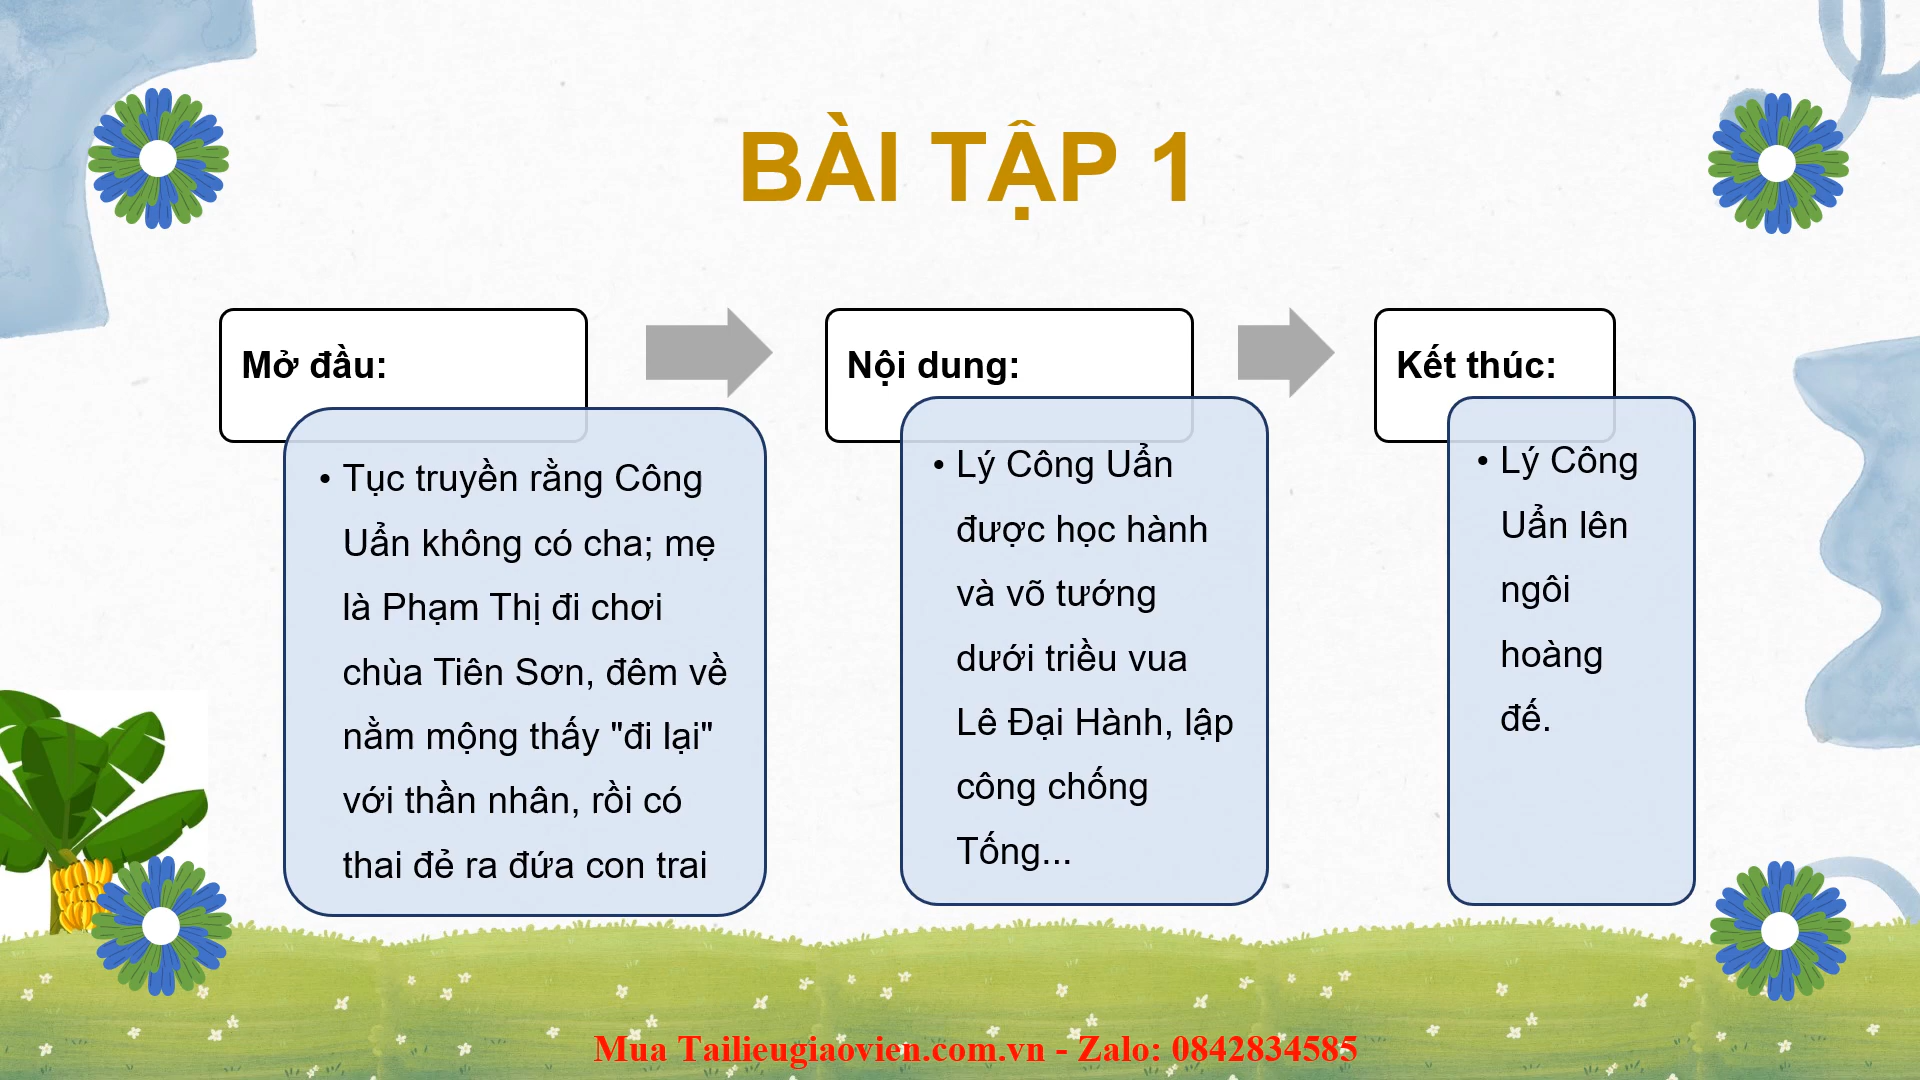 BÀI TẬP 1
Mở đầu:
• Tục truyền rằng Công
Uẩn không có cha; mẹ
là Phạm Thị đi chơi
chùa Tiên Sơn, đêm về
nằm mộng thấy "đi lại"
với thần nhân, rồi có
thai đẻ ra đứa con trai
Nội dung:
• Lý Công Uẩn
được học hành
và võ tướng
dưới triều vua
Lê Đại Hành, lập
công chống
Tống...
Kết thúc:
• Lý Công
Uẩn lên
ngôi
hoàng
đế.
Mua Tailieugiaovien.com.vn - Zalo: 0842834585